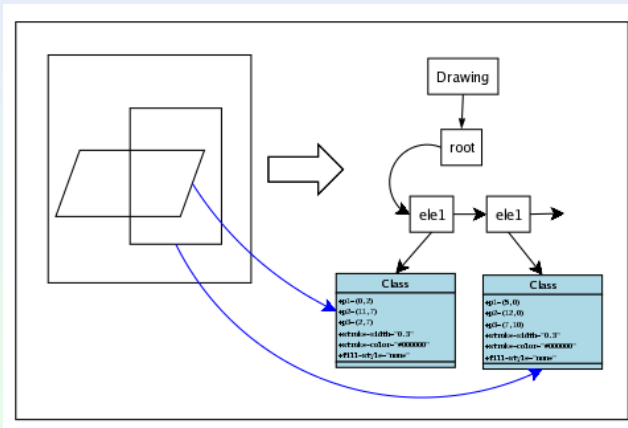 Drawing
root
ele1
ele1
Class
+p1-(0,2)
+p2-(11,7)
+p3-(2,7)
+stroke-width-"0.3"
+stroke-color-"#000000"
+fill-style-"none"
Class
+p1-(5,0)
+p2-(12,0)
+p3-(7,10)
+stroke-width-"0.3"
+stroke-color-"#000000"
+fill-style-"none"